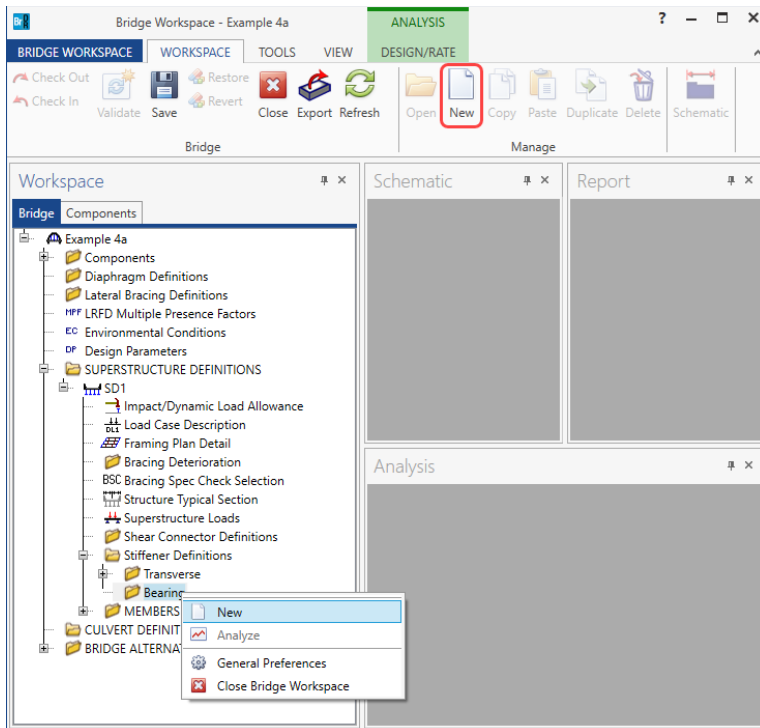 Br
Bridge Workspace - Example 4a
ANALYSIS
?
BRIDGE WORKSPACE
WORKSPACE
TOOLS
VIEW
DESIGN/RATE
Check Out
Check In
Validate
Save
Restore
Revert
Close
Export
Refresh
Open
New
Copy
Paste
Duplicate
Delete
Schematic
Bridge
Manage
Workspace
Bridge
Components
Example 4a
Components
Diaphragm Definitions
Lateral Bracing Definitions
MPF LRFD Multiple Presence Factors
EC Environmental Conditions
DP Design Parameters
SUPERSTRUCTURE DEFINITIONS
SD1
Impact/Dynamic Load Allowance
DL1 Load Case Description
Framing Plan Detail
Bracing Deterioration
BSC Bracing Spec Check Selection
Structure Typical Section
Superstructure Loads
Shear Connector Definitions
Stiffener Definitions
Transverse
Bearing
MEMBERS
CULVERT DEFINIT
BRIDGE ALTERNA
New
Analyze
General Preferences
Close Bridge Workspace
Schematic
Report
Analysis